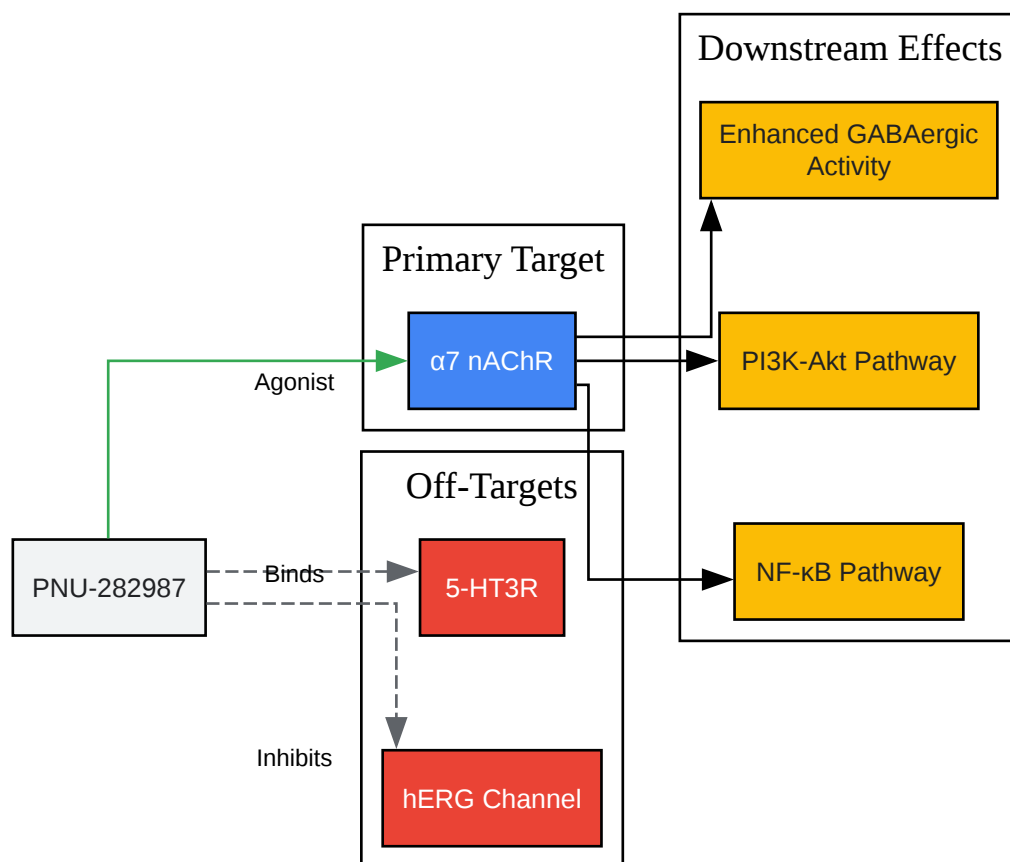 Downstream Effects
Enhanced GABAergic
Activity
Primary Target
α7 nAChR
PI3K-Akt Pathway
Agonist
Off-Targets
PNU-282987
Binds
5-HT3R
NF-κB Pathway
Inhibits
hERG Channel